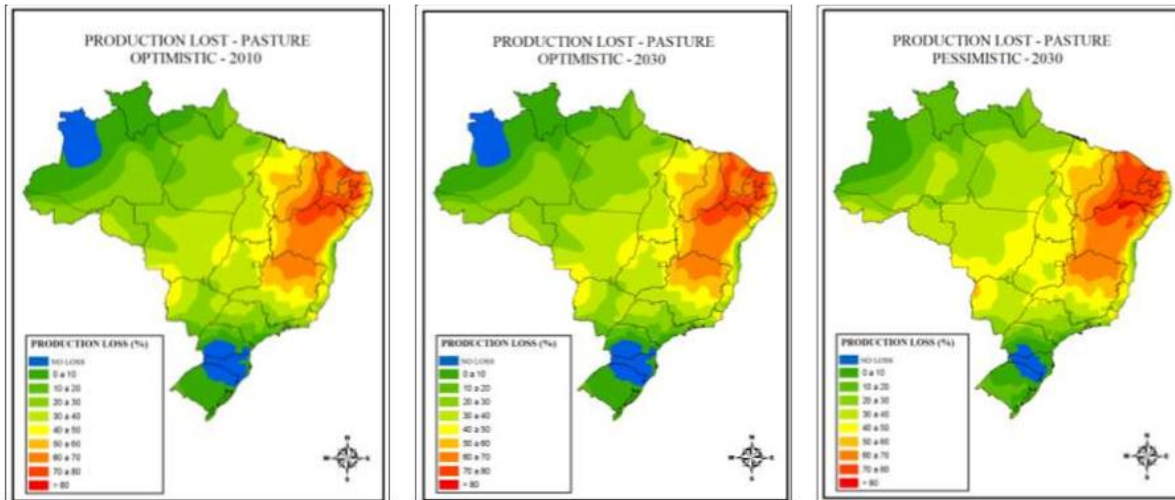 PRODUCTION LOST - PASTURE
OPTIMISTIC - 2010
PRODUCTION LOSS (%)
NO LOSS
0 a 10
10 a 20
20 a 30
30 a 40
40 a 50
50 a 60
60 a 70
70 a 80
> 80
N
W
E
S
PRODUCTION LOST - PASTURE
OPTIMISTIC - 2030
PRODUCTION LOSS (%)
NO LOSS
0 a 10
10 a 20
20 a 30
30 a 40
40 a 50
50 a 60
60 a 70
70 a 80
> 80
N
W
E
S
PRODUCTION LOST - PASTURE
PESSIMISTIC - 2030
PRODUCTION LOSS (%)
NO LOSS
0 a 10
10 a 20
20 a 30
30 a 40
40 a 50
50 a 60
60 a 70
70 a 80
> 80
N
W
E
S